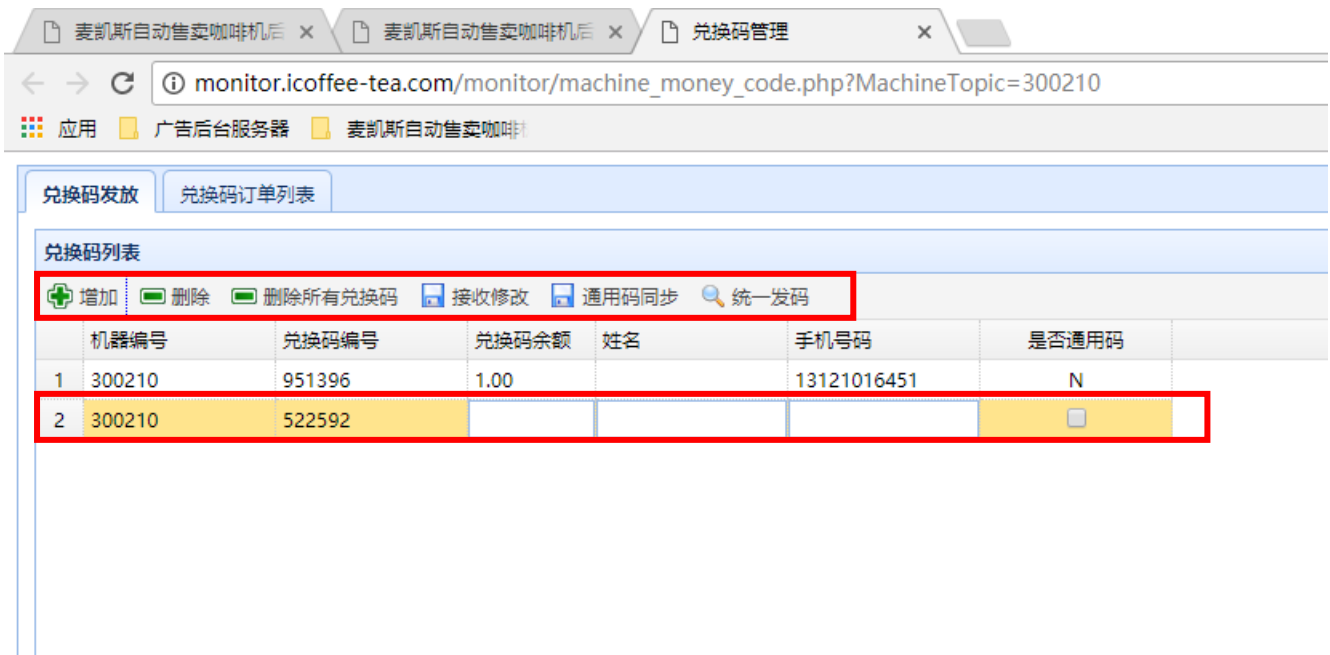 麦凯斯自动售卖咖啡机后 麦凯斯自动售卖咖啡机后 兑换码管理
monitor.icoffee-tea.com/monitor/machine_money_code.php?MachineTopic=300210
应用 广告后台服务器 麦凯斯自动售卖咖啡机
兑换码发放 兑换码订单列表
兑换码列表
增加 删除 删除所有兑换码 接收修改 通用码同步 统一发码
机器编号 兑换码编号 兑换码余额 姓名 手机号码 是否通用码
1 300210 951396 1.00 13121016451 N
2 300210 522592